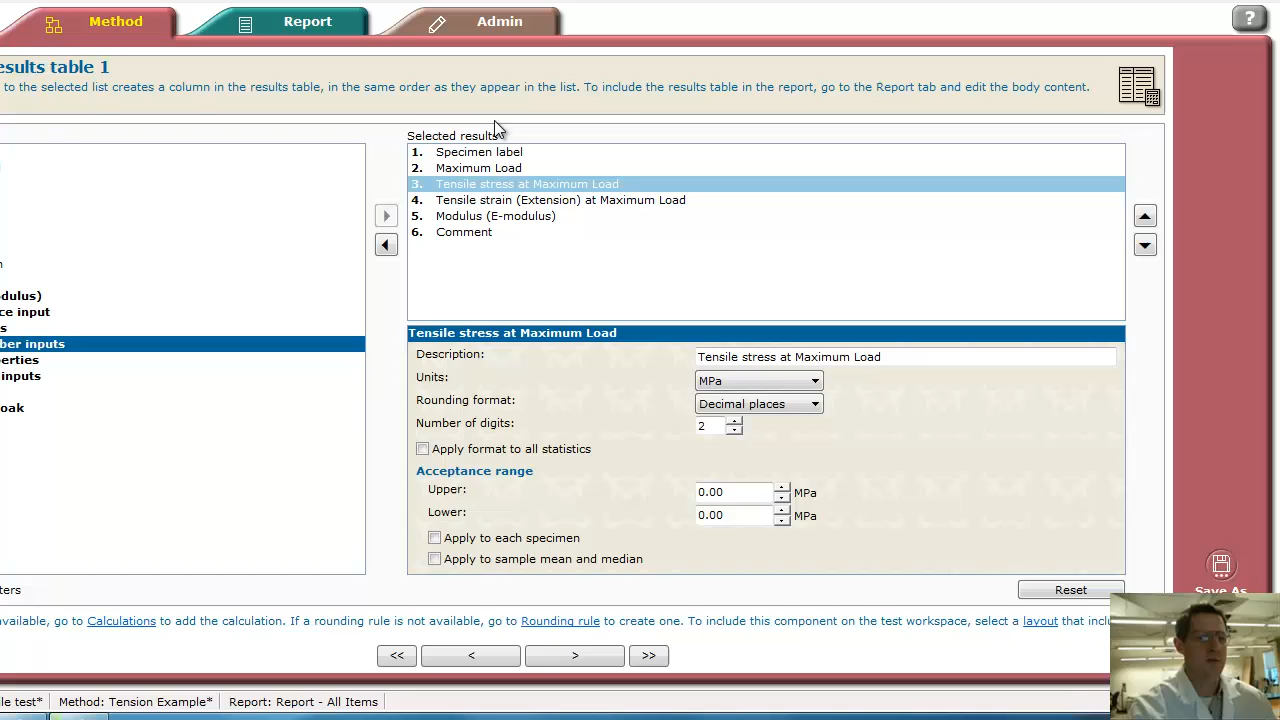 Method
Report
Admin
?
esults table 1
to the selected list creates a column in the results table, in the same order as they appear in the list. To include the results table in the report, go to the Report tab and edit the body content.
Selected results
1. Specimen label
2. Maximum Load
3. Tensile stress at Maximum Load
4. Tensile strain (Extension) at Maximum Load
5. Modulus (E-modulus)
6. Comment
n
dulus)
ce input
s
ber inputs
perties
inputs
oak
Tensile stress at Maximum Load
Description: Tensile stress at Maximum Load
Units: MPa
Rounding format: Decimal places
Number of digits: 2
Apply format to all statistics
Acceptance range
Upper: 0.00 MPa
Lower: 0.00 MPa
Apply to each specimen
Apply to sample mean and median
ters
Reset
Save As
available, go to Calculations to add the calculation. If a rounding rule is not available, go to Rounding rule to create one. To include this component on the test workspace, select a layout that inclu
<< < > >>
le test* Method: Tension Example* Report: Report - All Items